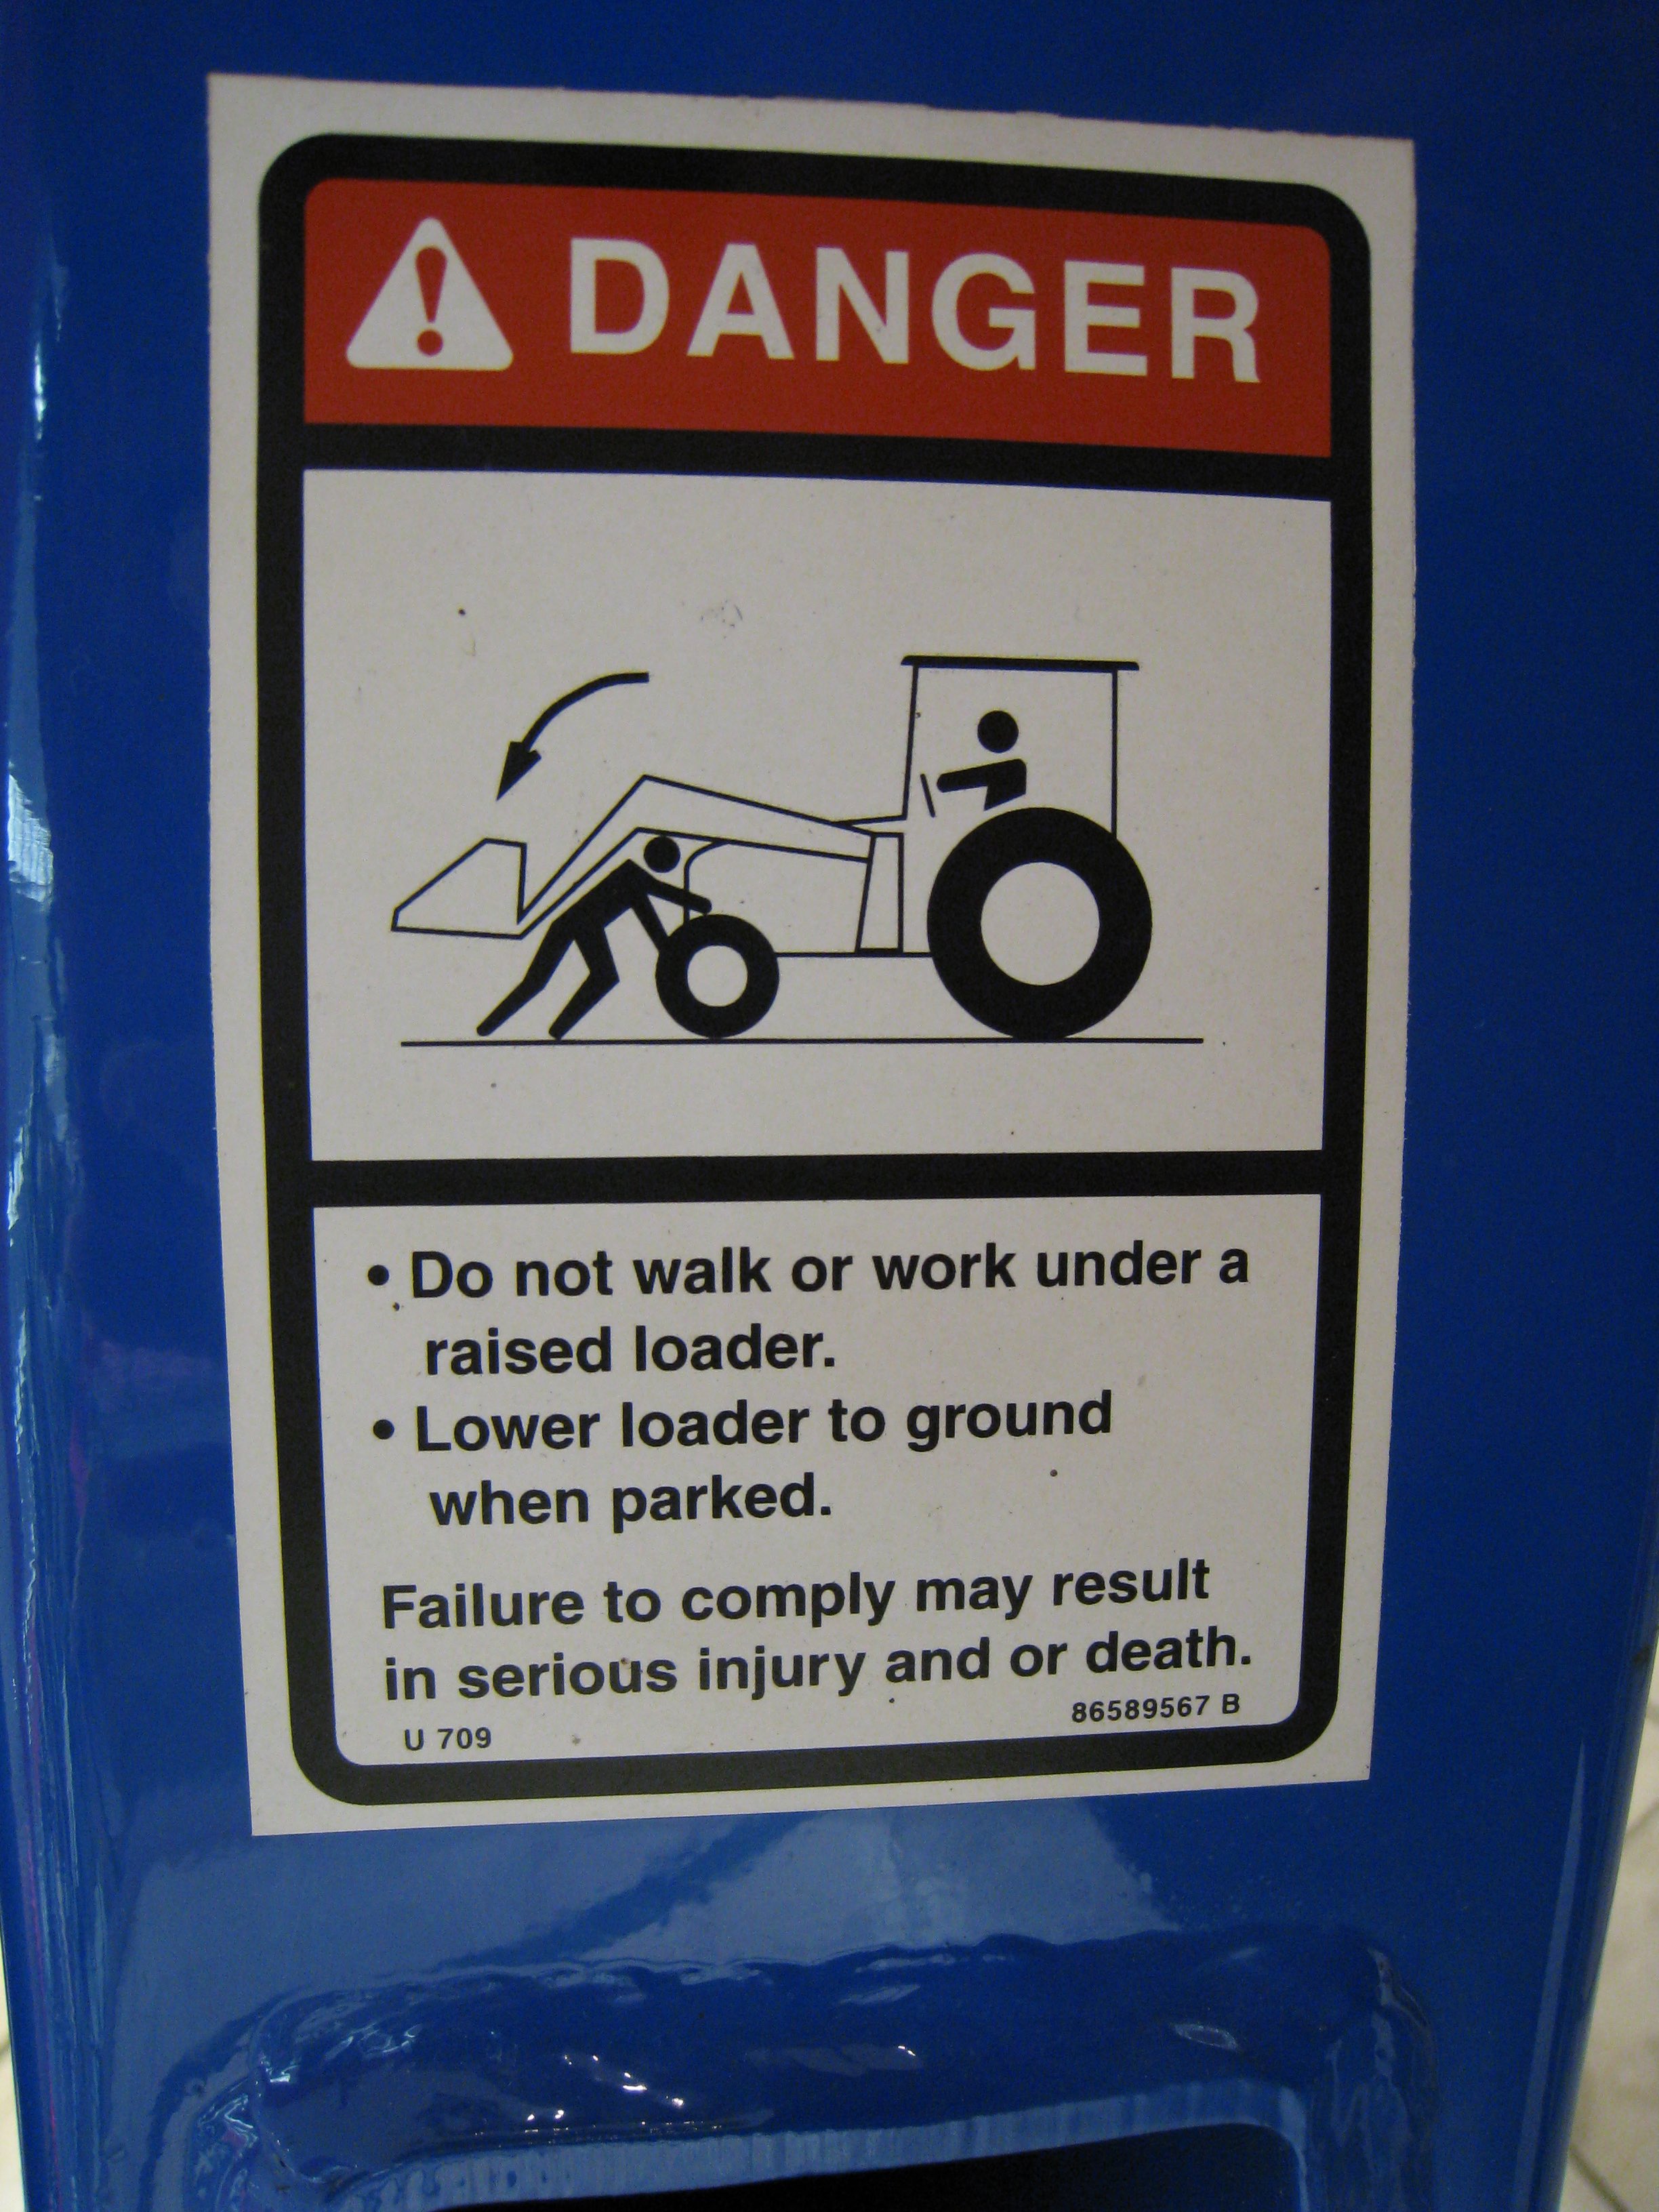 DANGER
• Do not walk or work under a
raised loader.
• Lower loader to ground
when parked.
Failure to comply may result
in serious injury and or death.
U 709 86589567 B